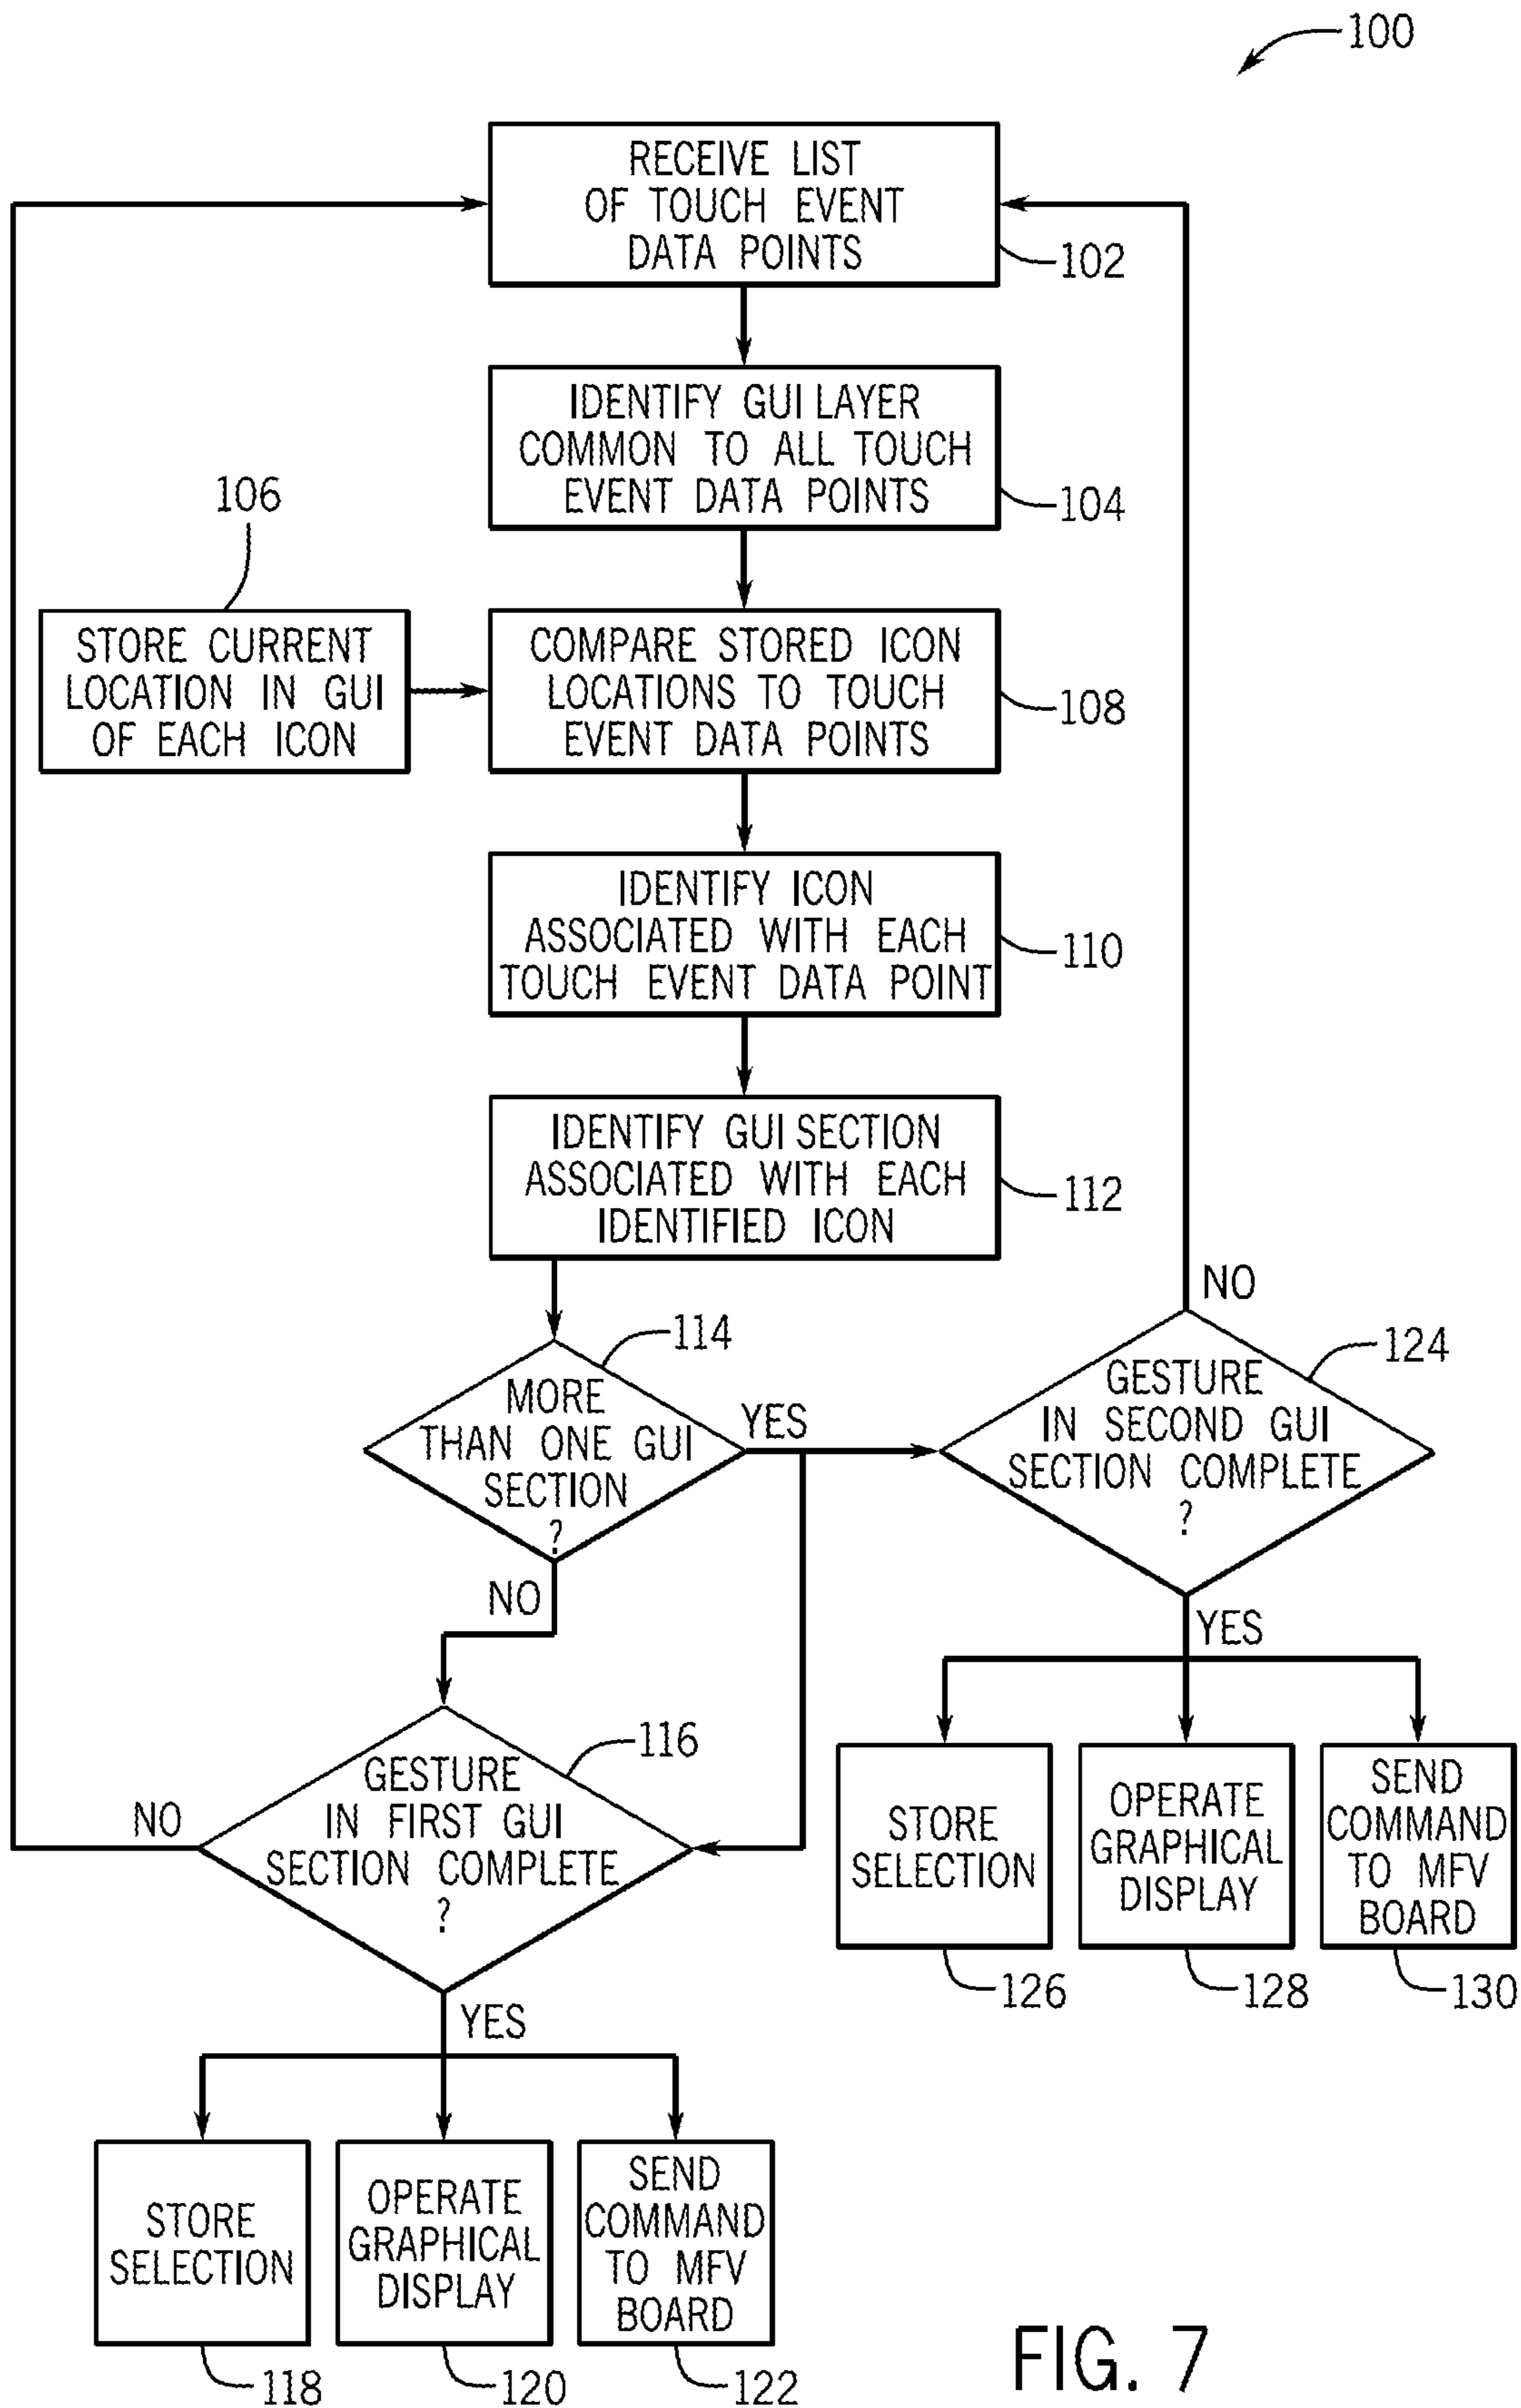 100
RECEIVE LIST
OF TOUCH EVENT
DATA POINTS
102
IDENTIFY GUI LAYER
COMMON TO ALL TOUCH
EVENT DATA POINTS
104
106
STORE CURRENT
LOCATION IN GUI
OF EACH ICON
COMPARE STORED ICON
LOCATIONS TO TOUCH
EVENT DATA POINTS
108
IDENTIFY ICON
ASSOCIATED WITH EACH
TOUCH EVENT DATA POINT
110
IDENTIFY GUI SECTION
ASSOCIATED WITH EACH
IDENTIFIED ICON
112
114
MORE
THAN ONE GUI
SECTION
?
YES
NO
NO
124
GESTURE
IN SECOND GUI
SECTION COMPLETE
?
YES
116
GESTURE
IN FIRST GUI
SECTION COMPLETE
?
NO
YES
STORE
SELECTION
126
OPERATE
GRAPHICAL
DISPLAY
128
SEND
COMMAND
TO MFV
BOARD
130
STORE
SELECTION
118
OPERATE
GRAPHICAL
DISPLAY
120
SEND
COMMAND
TO MFV
BOARD
122
FIG. 7